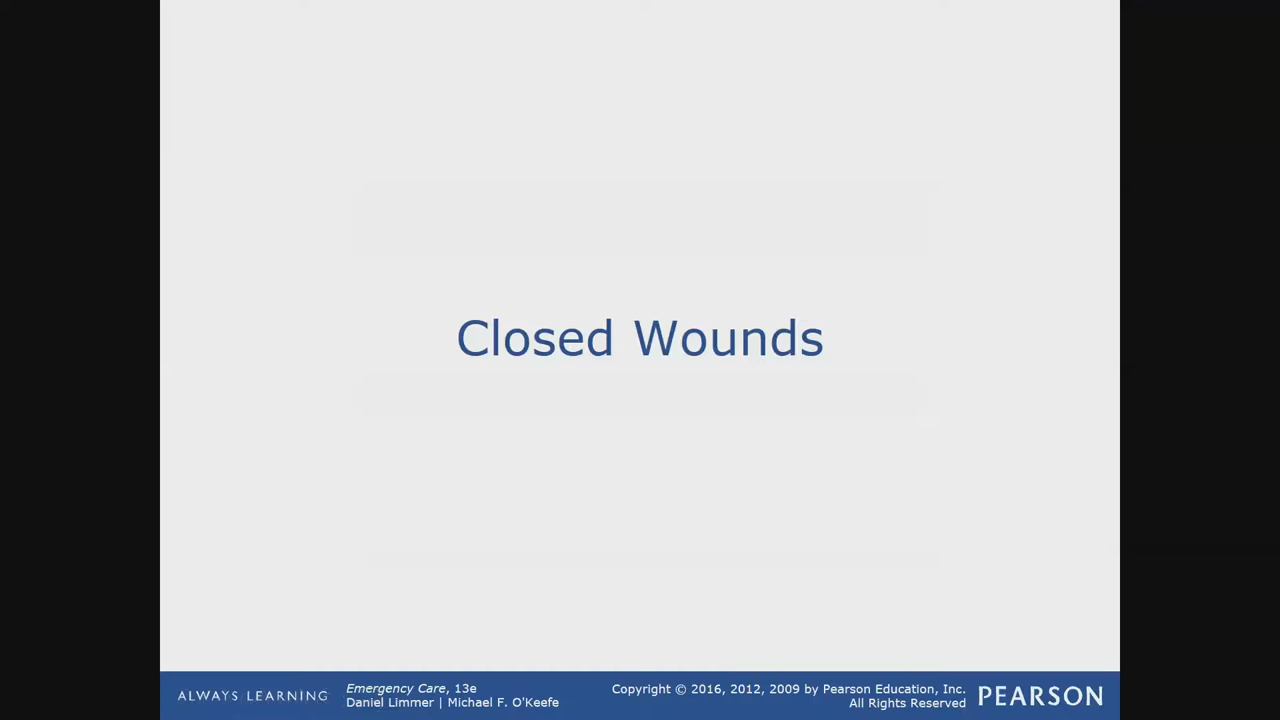 Closed Wounds
ALWAYS LEARNING
Emergency Care, 13e
Daniel Limmer | Michael F. O'Keefe
Copyright © 2016, 2012, 2009 by Pearson Education, Inc.
All Rights Reserved
PEARSON